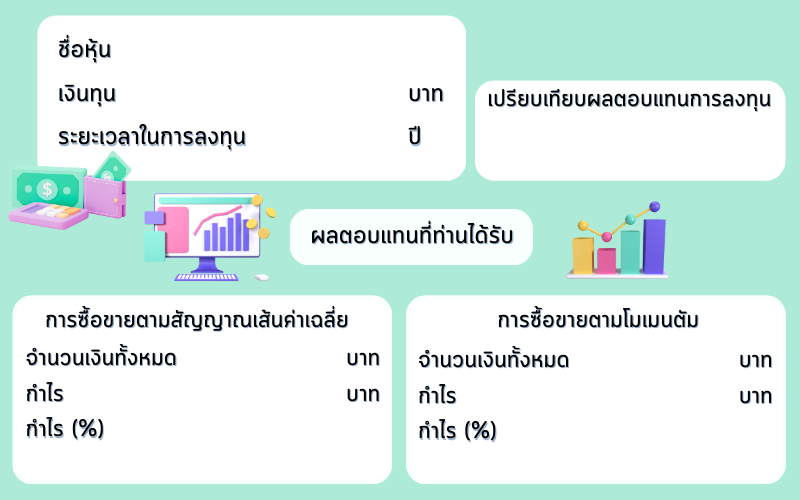 ชื่อหุ้น
เงินทุน บาท
ระยะเวลาในการลงทุน ปี
เปรียบเทียบผลตอบแทนการลงทุน
$
ผลตอบแทนที่ท่านได้รับ
การซื้อขายตามสัญญาณเส้นค่าเฉลี่ย
จำนวนเงินทั้งหมด บาท
กำไร บาท
กำไร (%)
การซื้อขายตามโมเมนตัม
จำนวนเงินทั้งหมด บาท
กำไร บาท
กำไร (%)